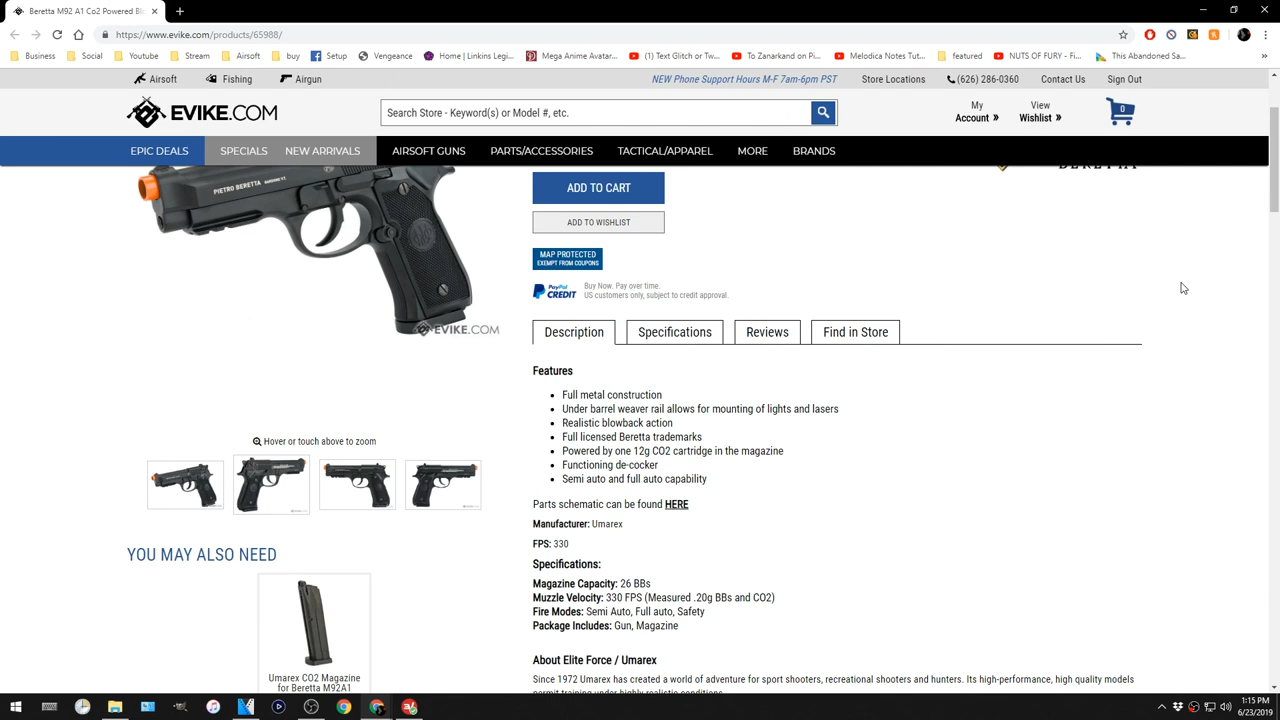 Beretta M92 A1 Co2 Powered Blo
https://www.evike.com/products/65988/
Business
Social
Youtube
Stream
Airsoft
buy
Setup
Vengeance
Home | Linkins Legi...
Mega Anime Avatar...
(1) Text Glitch or Tw...
To Zanarkand on Pi...
Melodica Notes Tut...
featured
NUTS OF FURY - Fi...
This Abandoned Sa...
Airsoft
Fishing
Airgun
NEW Phone Support Hours M-F 7am-6pm PST
Store Locations
(626) 286-0360
Contact Us
Sign Out
EVIKE.COM
Search Store - Keyword(s) or Model #, etc.
My
Account »
View
Wishlist »
0
EPIC DEALS
SPECIALS
NEW ARRIVALS
AIRSOFT GUNS
PARTS/ACCESSORIES
TACTICAL/APPAREL
MORE
BRANDS
PIETRO BERETTA
EVIKE.COM
BERETTA
ADD TO CART
ADD TO WISHLIST
MAP PROTECTED
EXEMPT FROM COUPONS
PayPal
CREDIT
Buy Now. Pay over time.
US customers only, subject to credit approval.
Description
Specifications
Reviews
Find in Store
Features
• Full metal construction
• Under barrel weaver rail allows for mounting of lights and lasers
• Realistic blowback action
• Full licensed Beretta trademarks
• Powered by one 12g CO2 cartridge in the magazine
• Functioning de-cocker
• Semi auto and full auto capability
Parts schematic can be found HERE
Manufacturer: Umarex
FPS: 330
Specifications:
Magazine Capacity: 26 BBs
Muzzle Velocity: 330 FPS (Measured .20g BBs and CO2)
Fire Modes: Semi Auto, Full auto, Safety
Package Includes: Gun, Magazine
About Elite Force / Umarex
Since 1972 Umarex has created a world of adventure for sport shooters, recreational shooters and hunters. Its high-performance, high quality models
permit training under highly realistic conditions.
Hover or touch above to zoom
YOU MAY ALSO NEED
Umarex CO2 Magazine
for Beretta M92A1
1:15 PM
6/23/2019